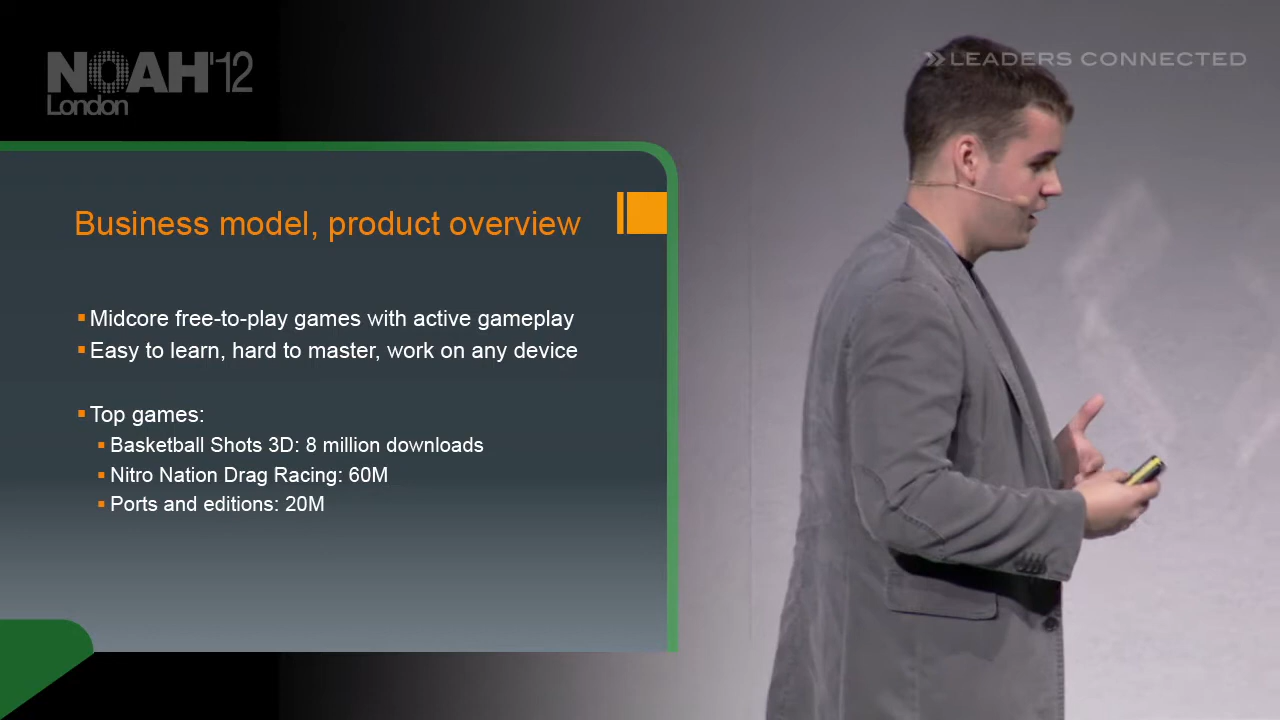 NOAH'12
London
LEADERS CONNECTED
Business model, product overview
Midcore free-to-play games with active gameplay
Easy to learn, hard to master, work on any device
Top games:
Basketball Shots 3D: 8 million downloads
Nitro Nation Drag Racing: 60M
Ports and editions: 20M